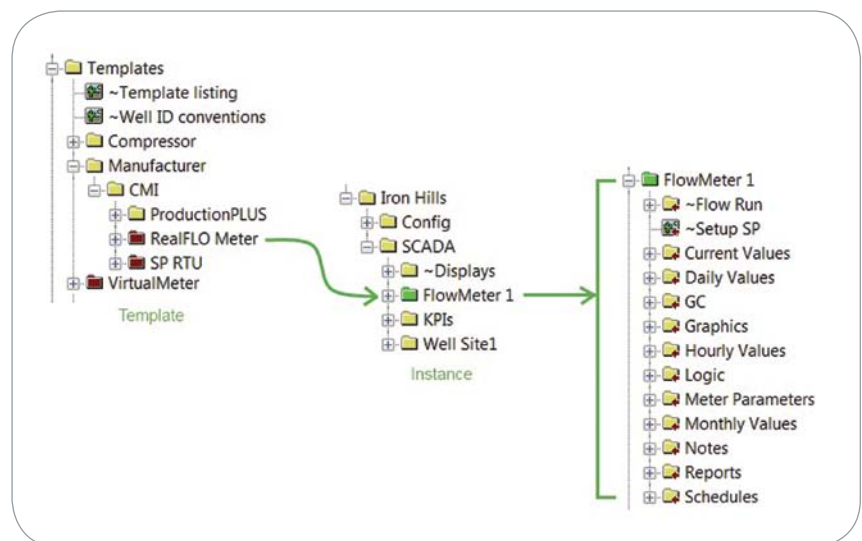 Templates
~Template listing
~Well ID conventions
Compressor
Manufacturer
CMI
ProductionPLUS
RealFLO Meter
SP RTU
VirtualMeter
Template
Iron Hills
Config
SCADA
~Displays
FlowMeter 1
KPIs
Well Site1
Instance
FlowMeter 1
~Flow Run
~Setup SP
Current Values
Daily Values
GC
Graphics
Hourly Values
Logic
Meter Parameters
Monthly Values
Notes
Reports
Schedules